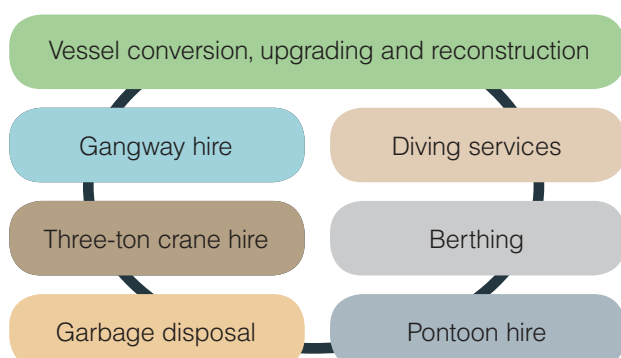 Vessel conversion, upgrading and reconstruction
Gangway hire
Diving services
Three-ton crane hire
Berthing
Garbage disposal
Pontoon hire